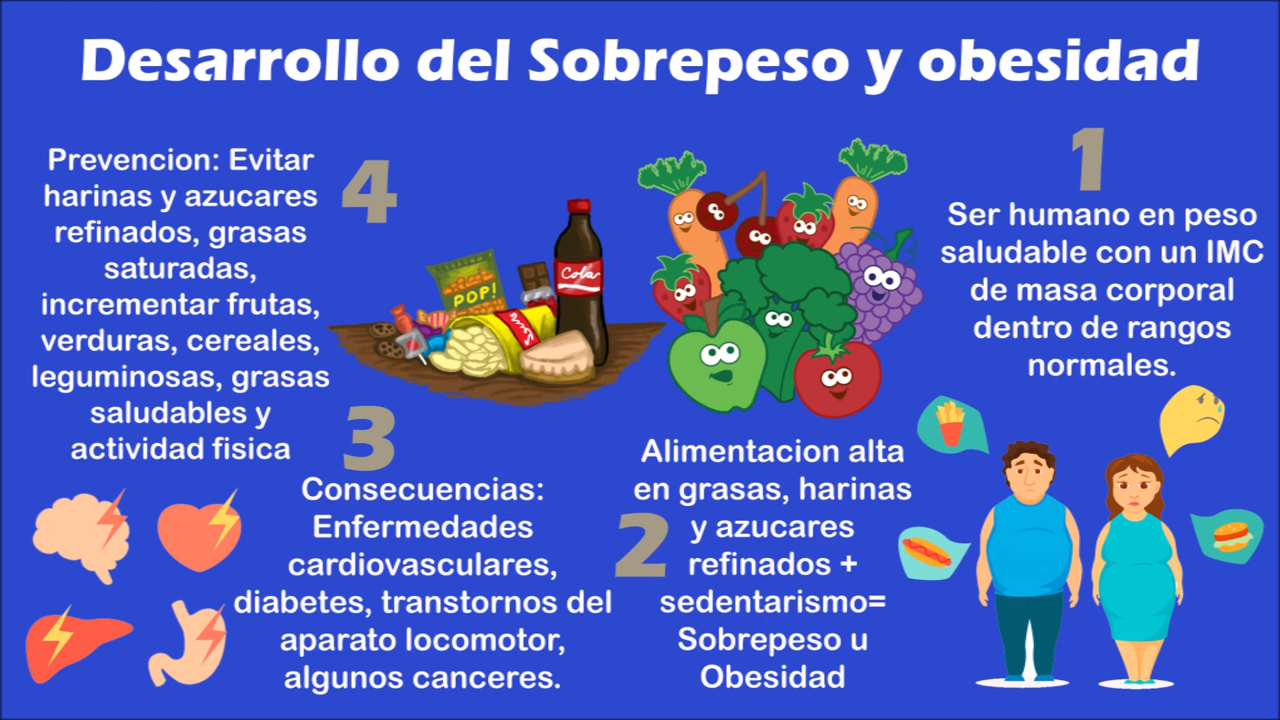 Desarrollo del Sobrepeso y obesidad
1
Ser humano en peso
saludable con un IMC
de masa corporal
dentro de rangos
normales.
2
Alimentacion alta
en grasas, harinas
y azucares
refinados +
sedentarismo=
Sobrepeso u
Obesidad
3
Consecuencias:
Enfermedades
cardiovasculares,
diabetes, transtornos del
aparato locomotor,
algunos canceres.
4
Prevencion: Evitar
harinas y azucares
refinados, grasas
saturadas,
incrementar frutas,
verduras, cereales,
leguminosas, grasas
saludables y
actividad fisica
POP!
Cola